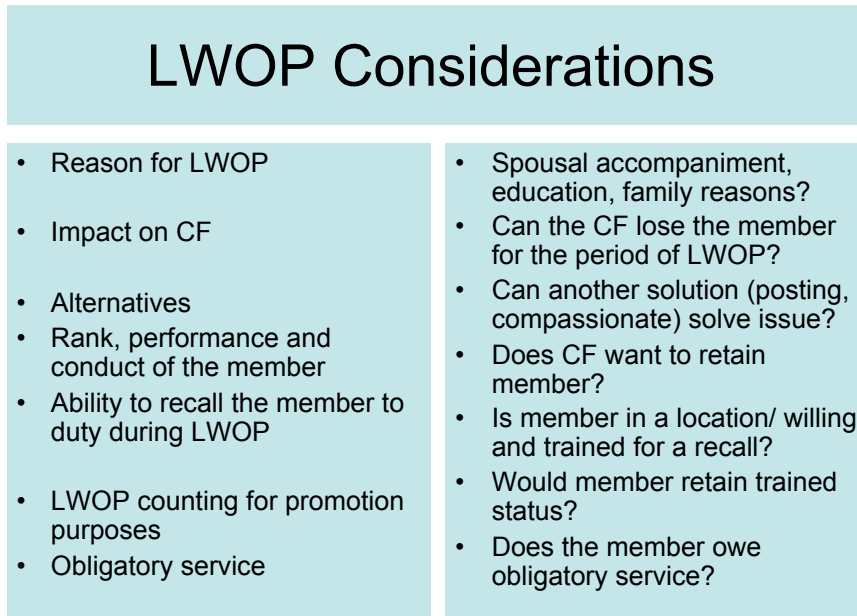 LWOP Considerations
• Reason for LWOP
• Impact on CF
• Alternatives
• Rank, performance and
conduct of the member
• Ability to recall the member to
duty during LWOP
• LWOP counting for promotion
purposes
• Obligatory service
• Spousal accompaniment,
education, family reasons?
• Can the CF lose the member
for the period of LWOP?
• Can another solution (posting,
compassionate) solve issue?
• Does CF want to retain
member?
• Is member in a location/ willing
and trained for a recall?
• Would member retain trained
status?
• Does the member owe
obligatory service?